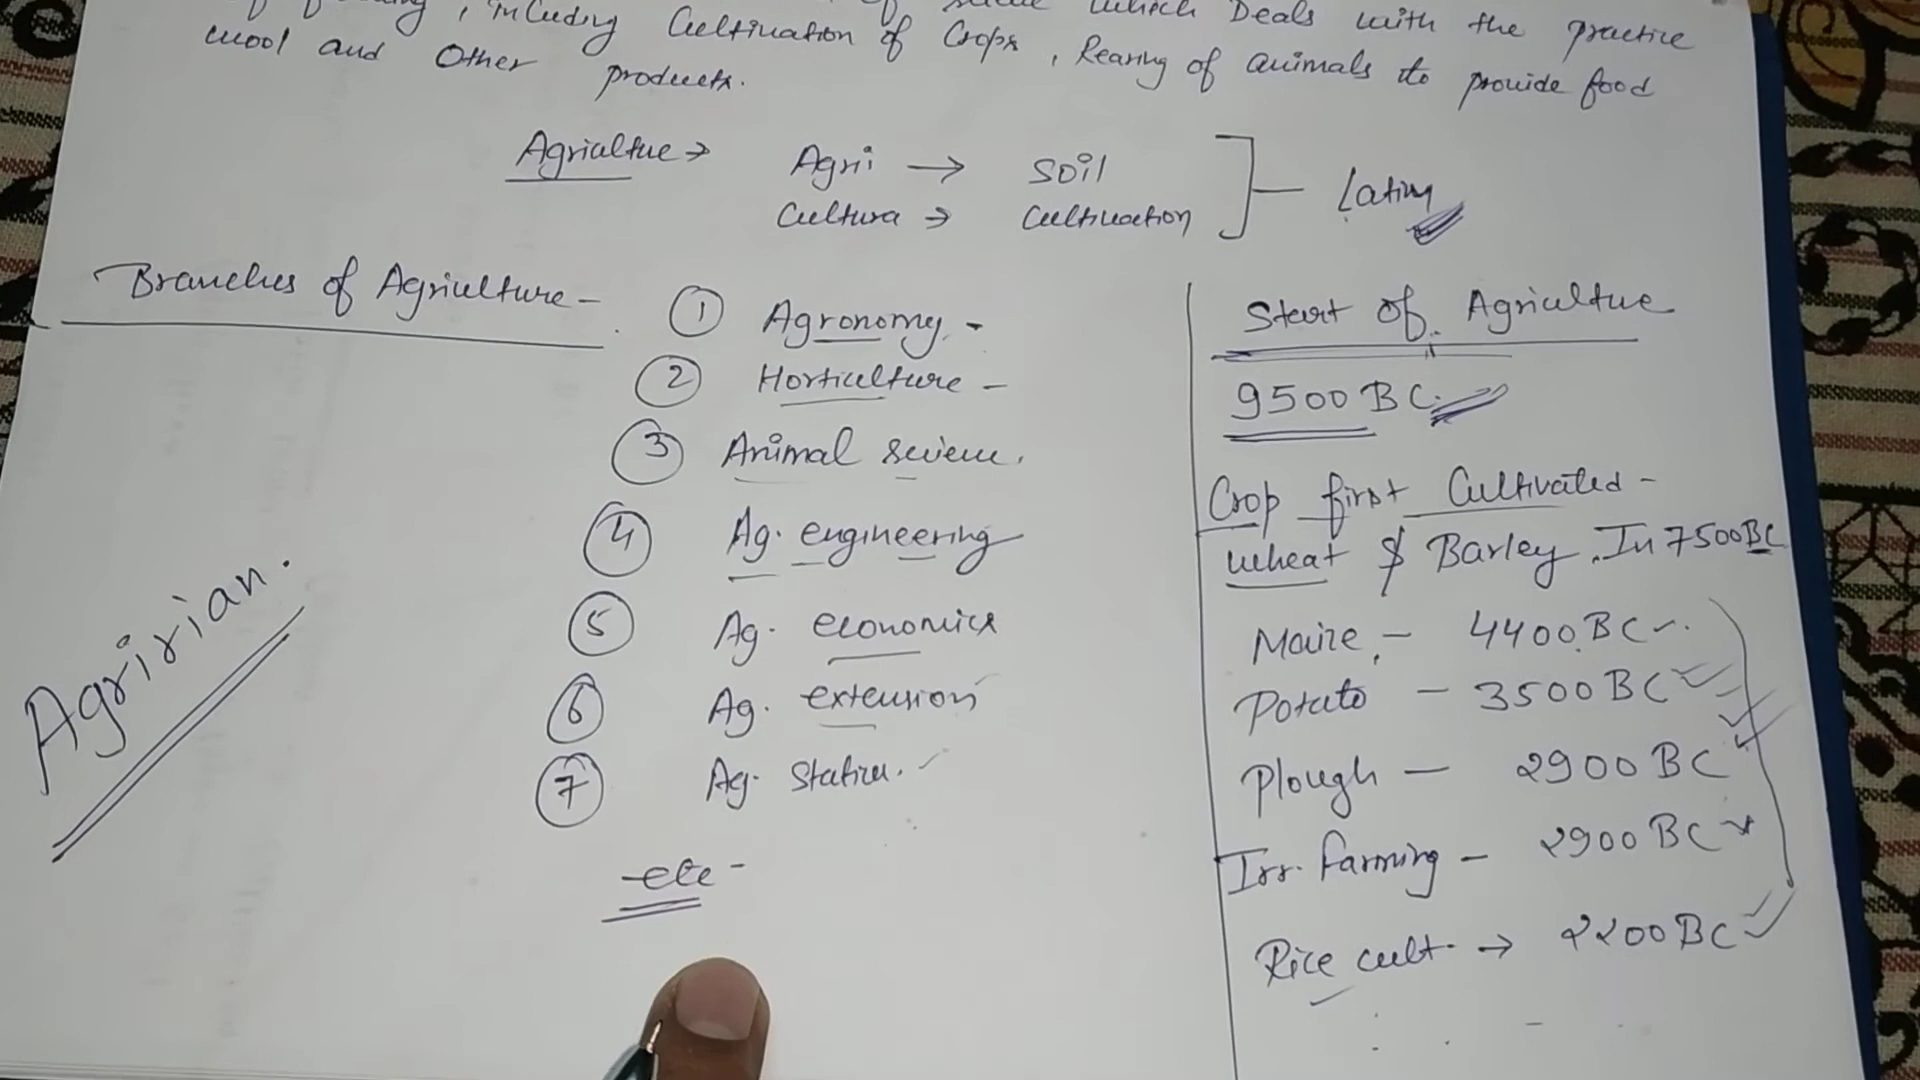 including Cultivation of Crops, Rearing of animals to provide food
which Deals with the practice
wool and Other products.
Agrialtue → Agri → Soil
Cultura → Cultivation
Latin
Branches of Agriculture -
① Agronomy -
② Horticulture -
③ Animal science.
④ Ag. engineering
⑤ Ag. economics
⑥ Ag. extension
⑦ Ag.
etc -
Agririan.
Start of Agricultue
9500 BC.
Crop first Cultivated -
wheat & Barley. In 7500 BC
Maize - 4400 BC
Potato - 3500 BC
Plough - 2900 BC
Irr. farming - 2900 BC
Rice cult. → 2200 BC